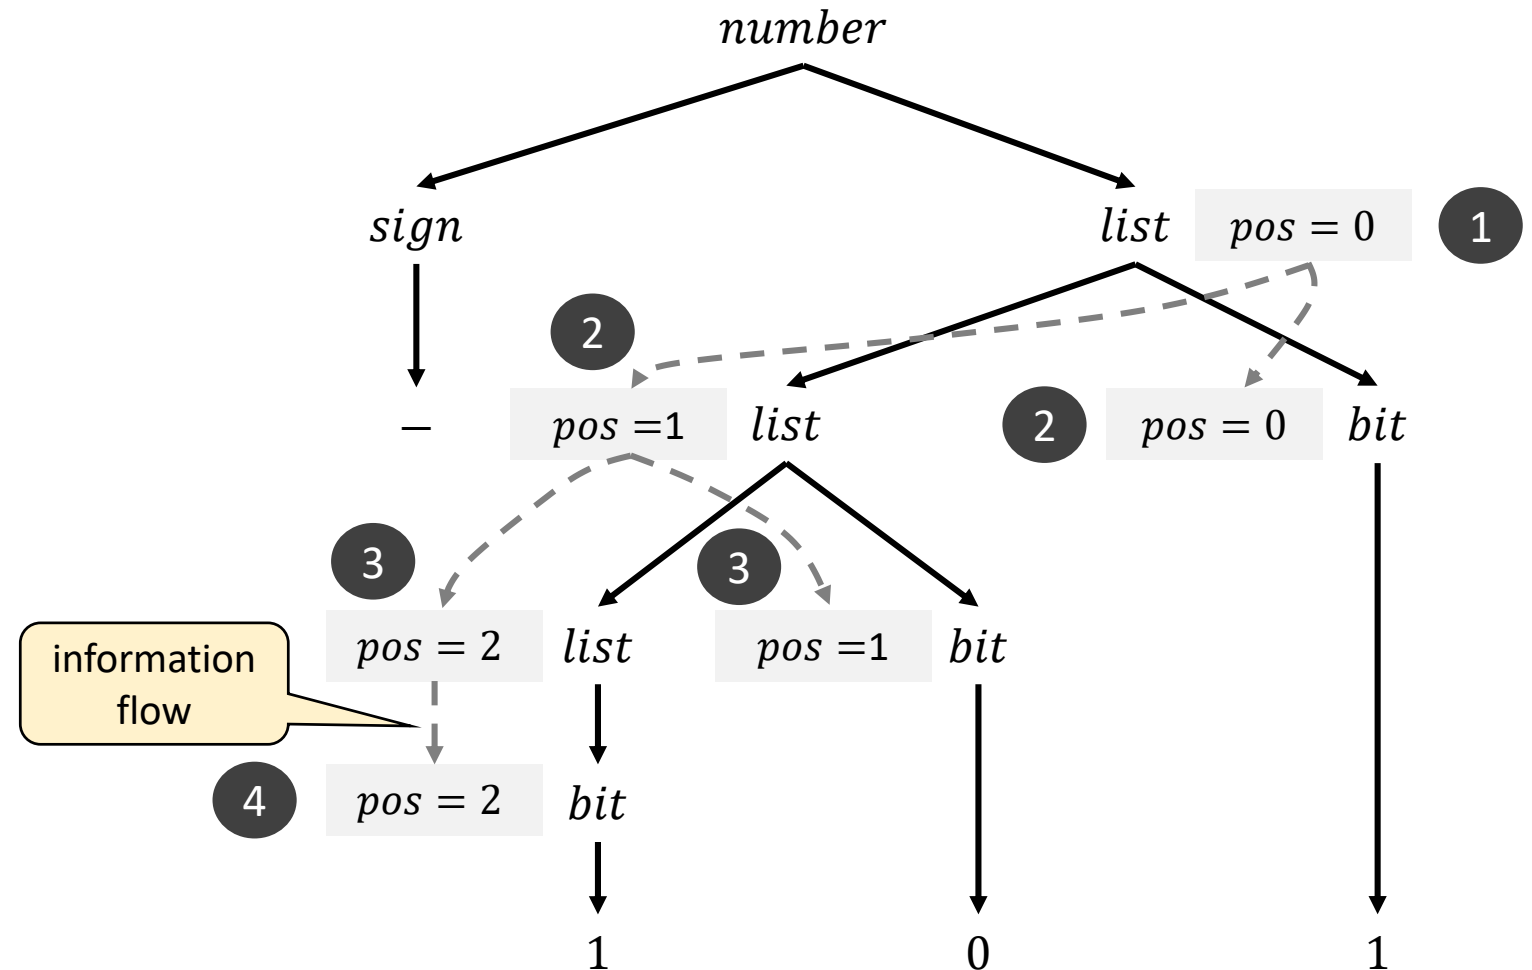 number
sign
list
pos = 0
1
2
pos =1
list
2
pos = 0
bit
−
3
3
pos = 2
list
pos =1
bit
information
flow
4
pos = 2
bit
1
0
1